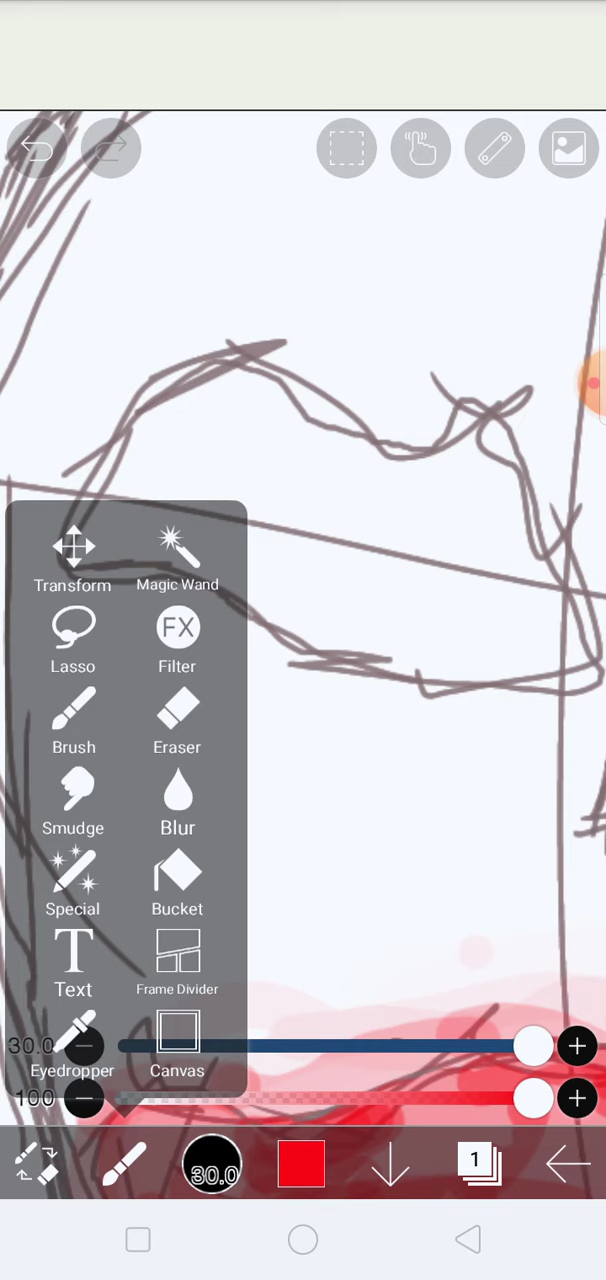 Transform Magic Wand
Lasso FX Filter
Brush Eraser
Smudge Blur
Special Bucket
T
Text Frame Divider
30.0
Eyedropper Canvas
100
30.0 1